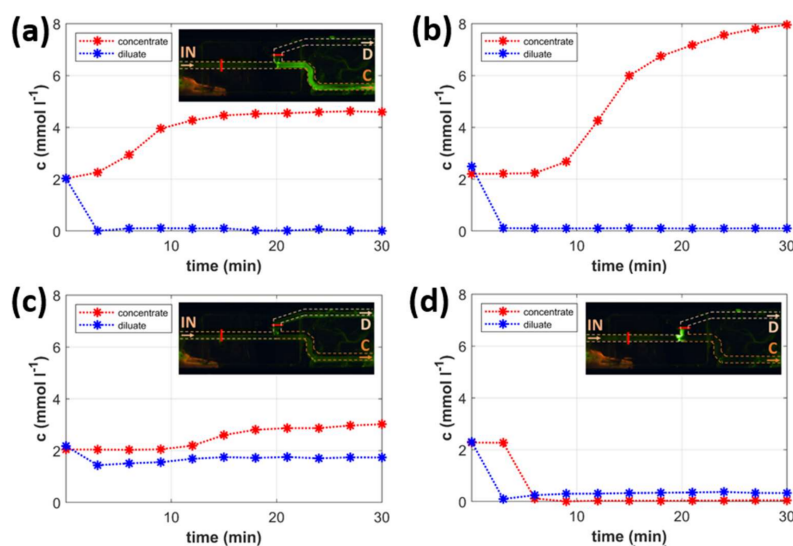 (a)
8
6
4
2
0
c (mmol l⁻¹)
concentrate
diluate
IN
D
C
10
20
30
time (min)
(b)
8
6
4
2
0
c (mmol l⁻¹)
concentrate
diluate
10
20
30
time (min)
(c)
8
6
4
2
0
c (mmol l⁻¹)
concentrate
diluate
IN
D
C
10
20
30
time (min)
(d)
8
6
4
2
0
c (mmol l⁻¹)
concentrate
diluate
IN
D
C
10
20
30
time (min)